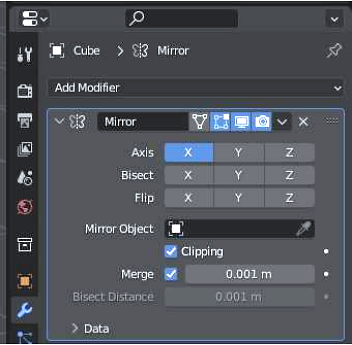 Cube > Mirror
Add Modifier
Mirror
Axis X Y Z
Bisect X Y Z
Flip X Y Z
Mirror Object
Clipping
Merge 0.001 m
Bisect Distance 0.001 m
> Data